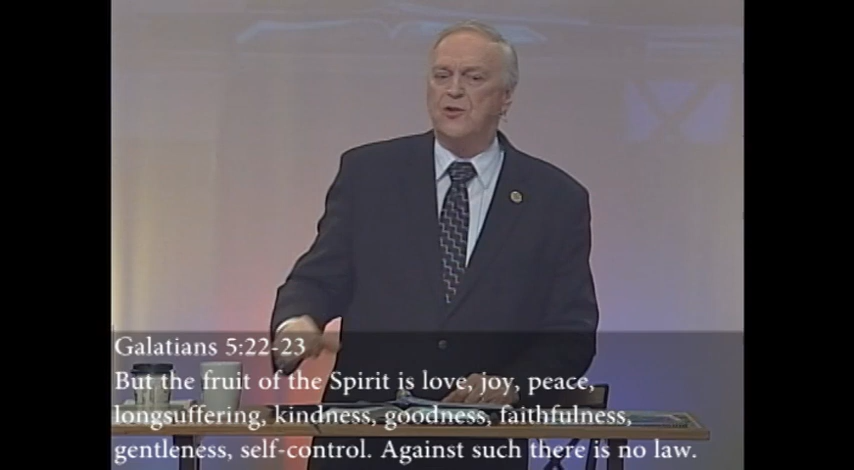 Galatians 5:22-23
But the fruit of the Spirit is love, joy, peace,
longsuffering, kindness, goodness, faithfulness,
gentleness, self-control. Against such there is no law.